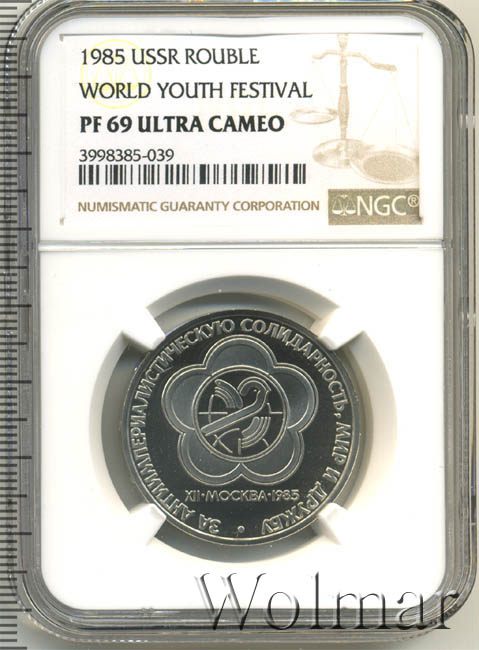 1985 USSR ROUBLE
WORLD YOUTH FESTIVAL
PF 69 ULTRA CAMEO
3998385-039
NUMISMATIC GUARANTY CORPORATION
NGC®
ЗА АНТИИМПЕРИАЛИСТИЧЕСКУЮ СОЛИДАРНОСТЬ, МИР И ДРУЖБУ
XII·МОСКВА·1985
Wolmar